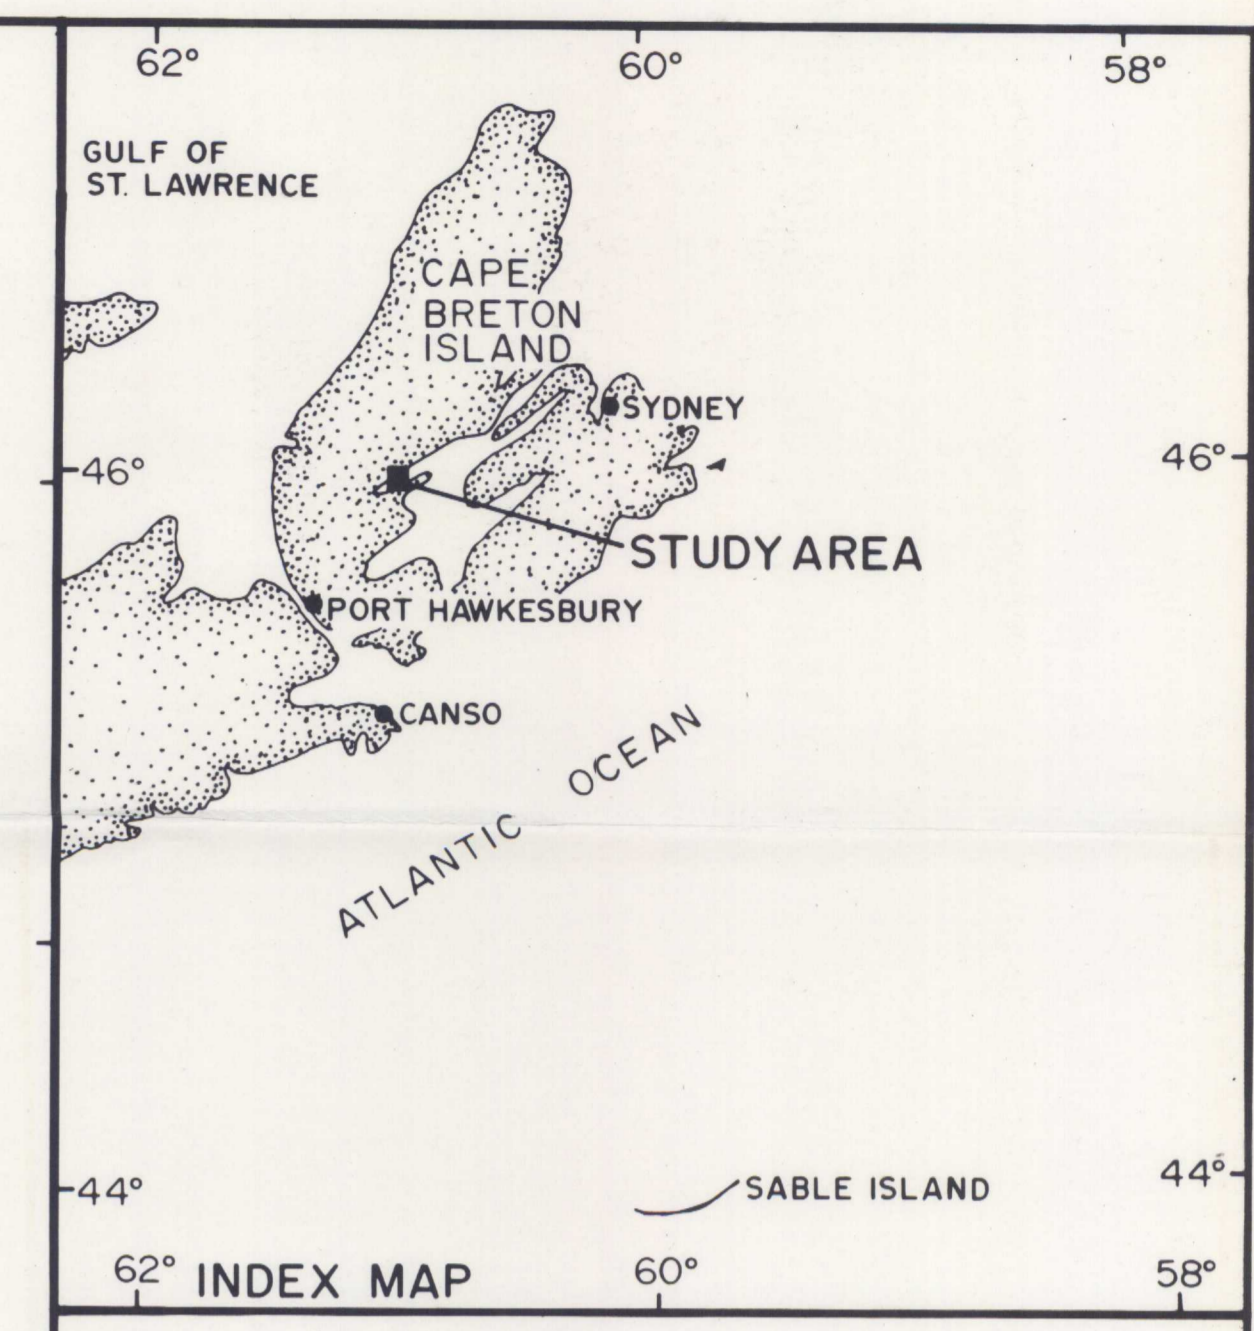 62° 60° 58°
GULF OF
ST. LAWRENCE
CAPE
BRETON
ISLAND
SYDNEY
46° 46°
STUDY AREA
PORT HAWKESBURY
CANSO
ATLANTIC OCEAN
44° 44°
SABLE ISLAND
62° 60° 58°
INDEX MAP